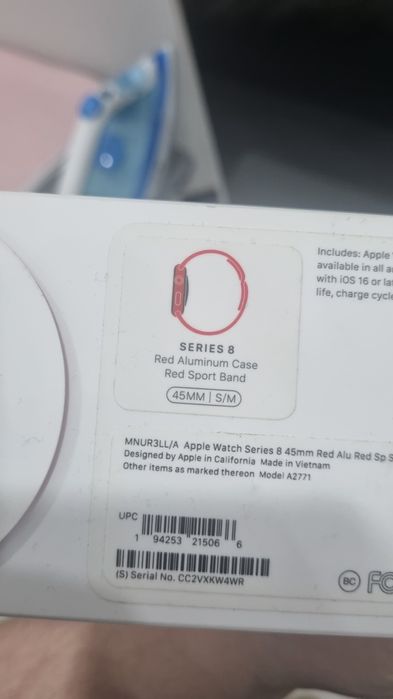 SERIES 8
Red Aluminum Case
Red Sport Band
45MM | S/M
Includes: Apple
available in all
with iOS 16 or
life, charge
MNUR3LL/A Apple Watch Series 8 45mm Red Alu Red Sp
Designed by Apple in California Made in Vietnam
Other items as marked thereon Model A2771
UPC
1 94253 21506 6
(S) Serial No. CC2VXKW4WR
BC